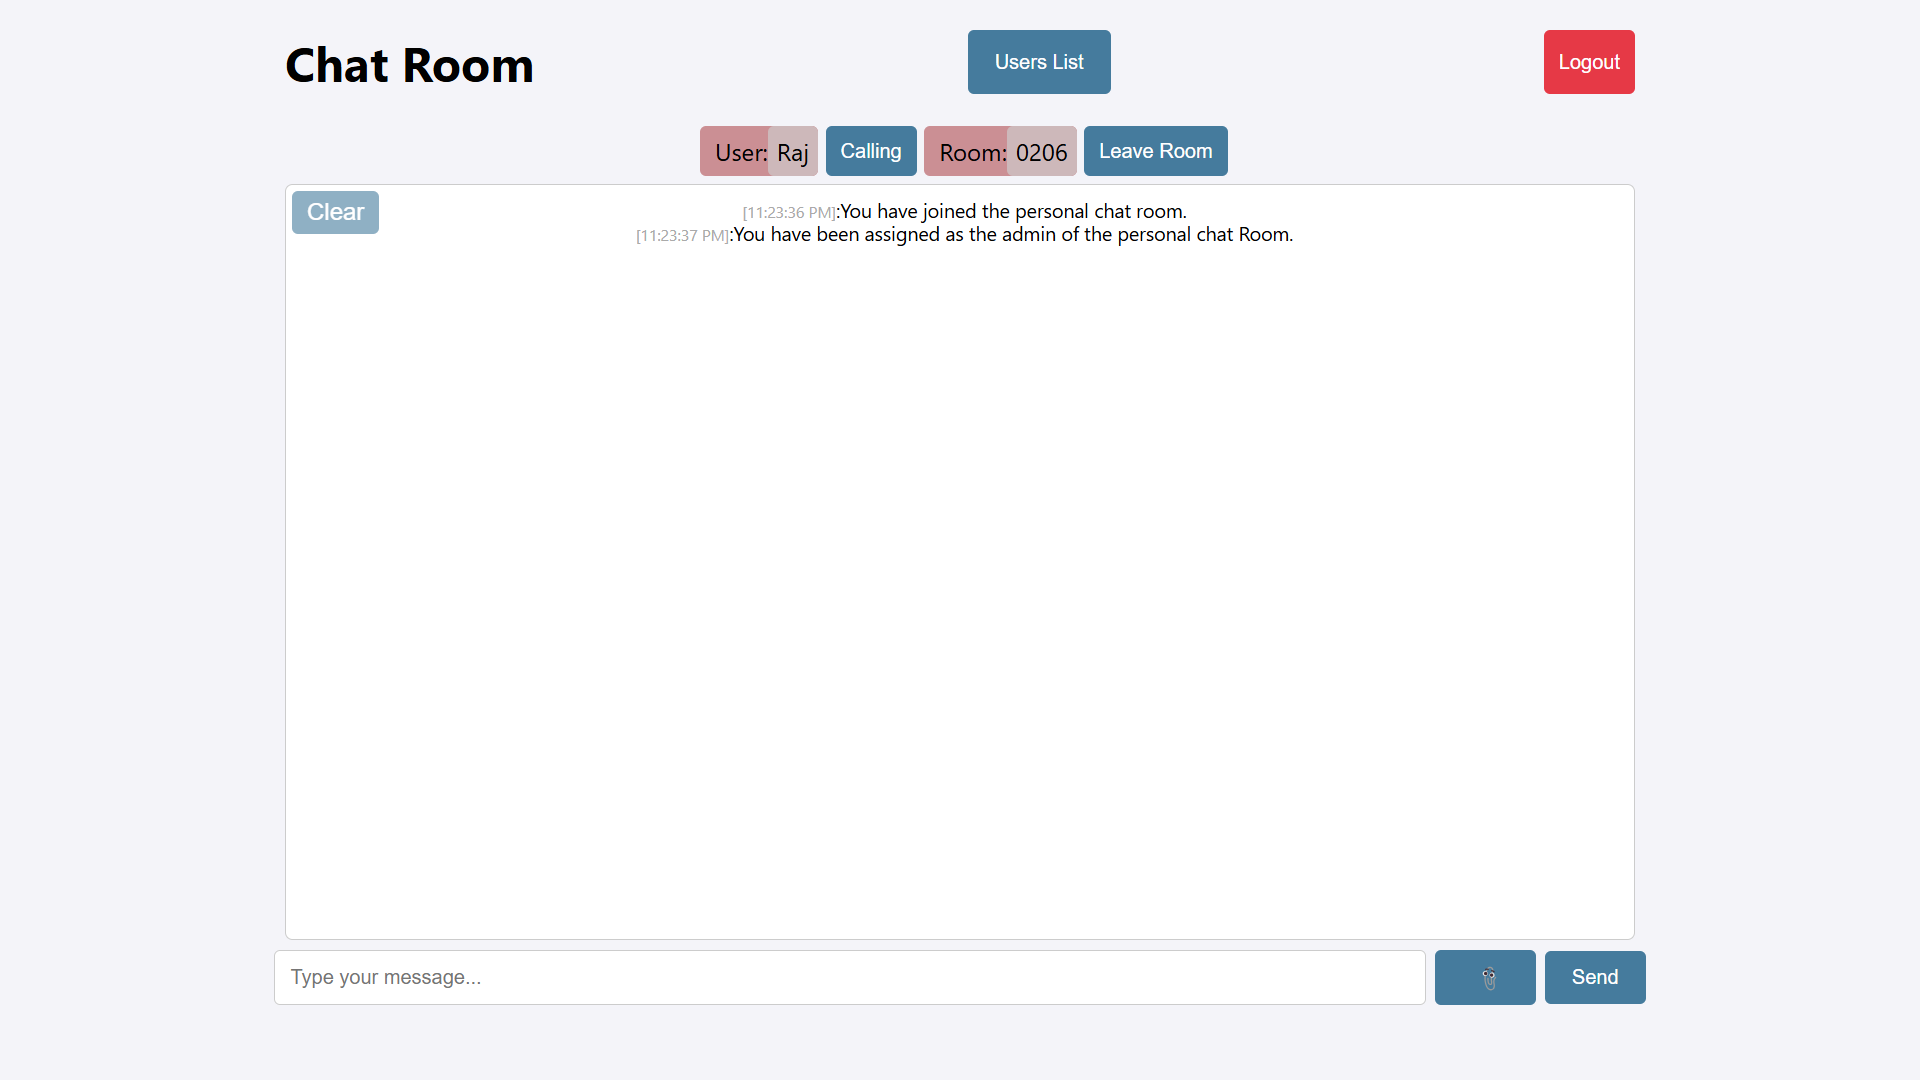 Chat Room
Users List
Logout
User: Raj
Calling
Room: 0206
Leave Room
Clear
[11:23:36 PM]:You have joined the personal chat room.
[11:23:37 PM]:You have been assigned as the admin of the personal chat Room.
Type your message...
Send